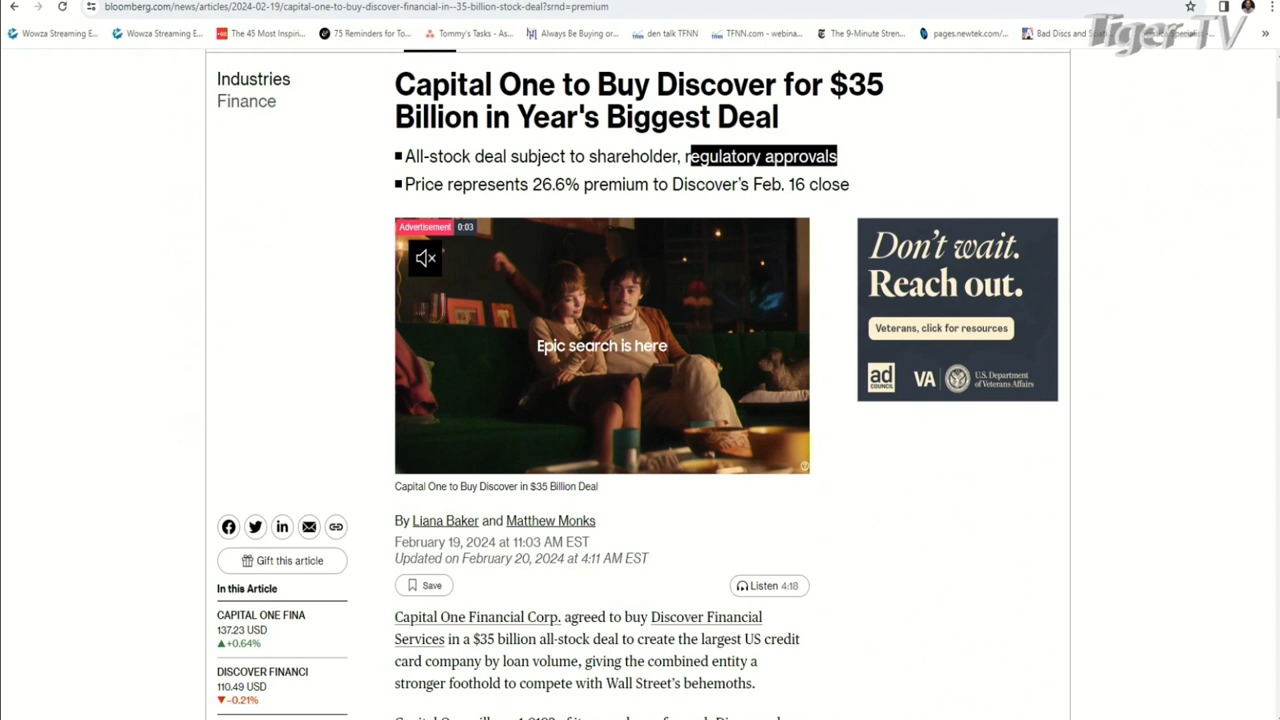 bloomberg.com/news/articles/2024-02-19/capital-one-to-buy-discover-financial-in--35-billion-stock-deal?srnd=premium
Wowza Streaming E...
Wowza Streaming E...
The 45 Most Inspiri...
75 Reminders for To...
Tommy's Tasks - As...
Always Be Buying or...
den talk TFNN
TFNN.com - webina...
The 9-Minute Stren...
pages.newtek.com/...
Bad Discs and
Tiger TV
Industries
Finance
Capital One to Buy Discover for $35
Billion in Year's Biggest Deal
All-stock deal subject to shareholder, regulatory approvals
Price represents 26.6% premium to Discover's Feb. 16 close
Advertisement 0:03
Epic search is here
Don't wait.
Reach out.
Veterans, click for resources
ad
COUNCIL
VA
U.S. Department
of Veterans Affairs
Capital One to Buy Discover in $35 Billion Deal
By Liana Baker and Matthew Monks
February 19, 2024 at 11:03 AM EST
Updated on February 20, 2024 at 4:11 AM EST
Gift this article
Save
Listen 4:18
In this Article
CAPITAL ONE FINA
137.23 USD
▲+0.64%
DISCOVER FINANCI
110.49 USD
▼-0.21%
Capital One Financial Corp. agreed to buy Discover Financial
Services in a $35 billion all-stock deal to create the largest US credit
card company by loan volume, giving the combined entity a
stronger foothold to compete with Wall Street's behemoths.